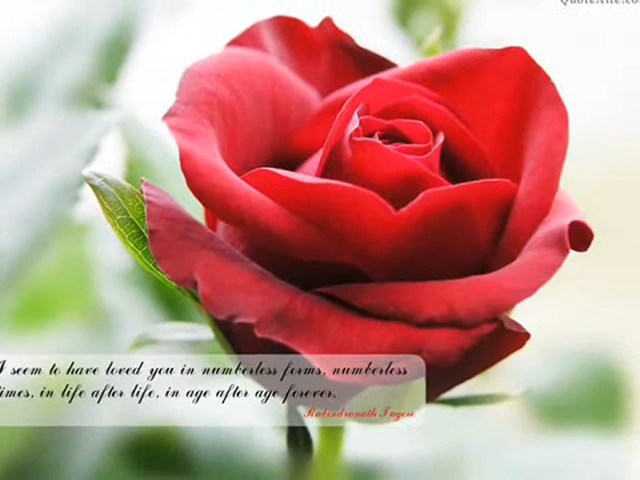 I seem to have loved you in numberless forms, numberless
times, in life after life, in age after age forever.
Rabindranath Tagore